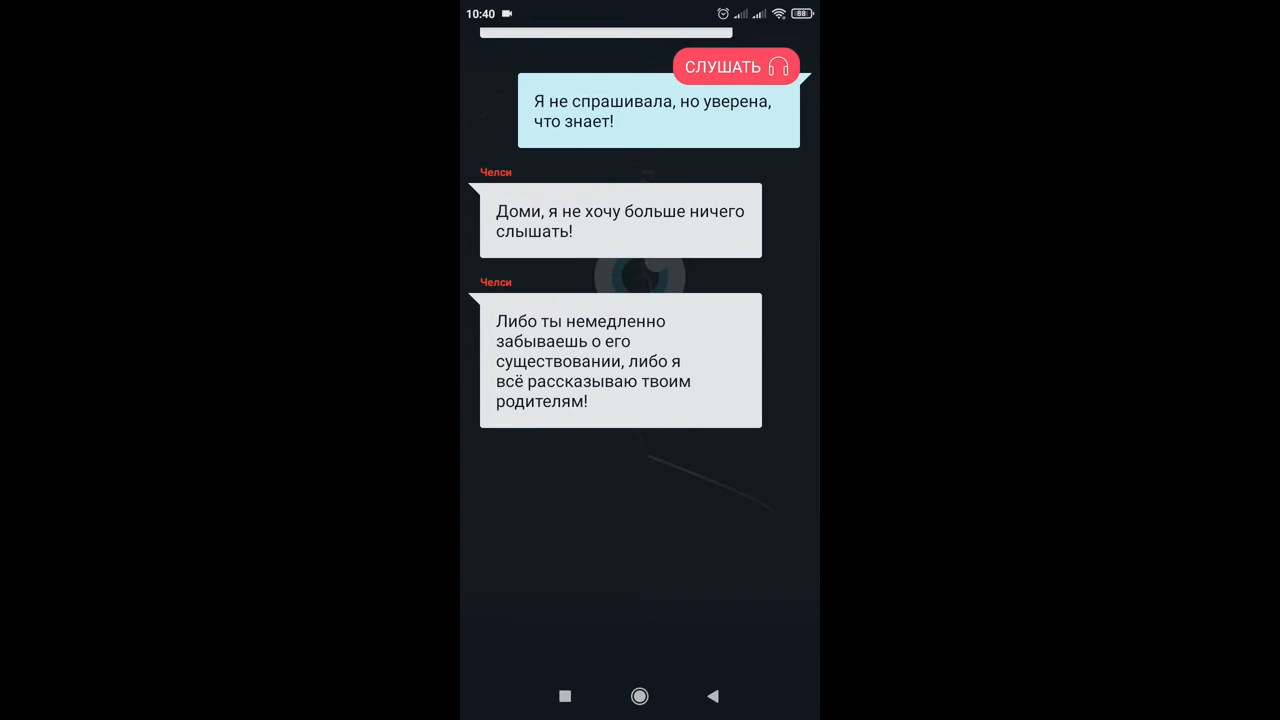 10:40
88
СЛУШАТЬ
Я не спрашивала, но уверена,
что знает!
Челси
Доми, я не хочу больше ничего
слышать!
Челси
Либо ты немедленно
забываешь о его
существовании, либо я
всё рассказываю твоим
родителям!